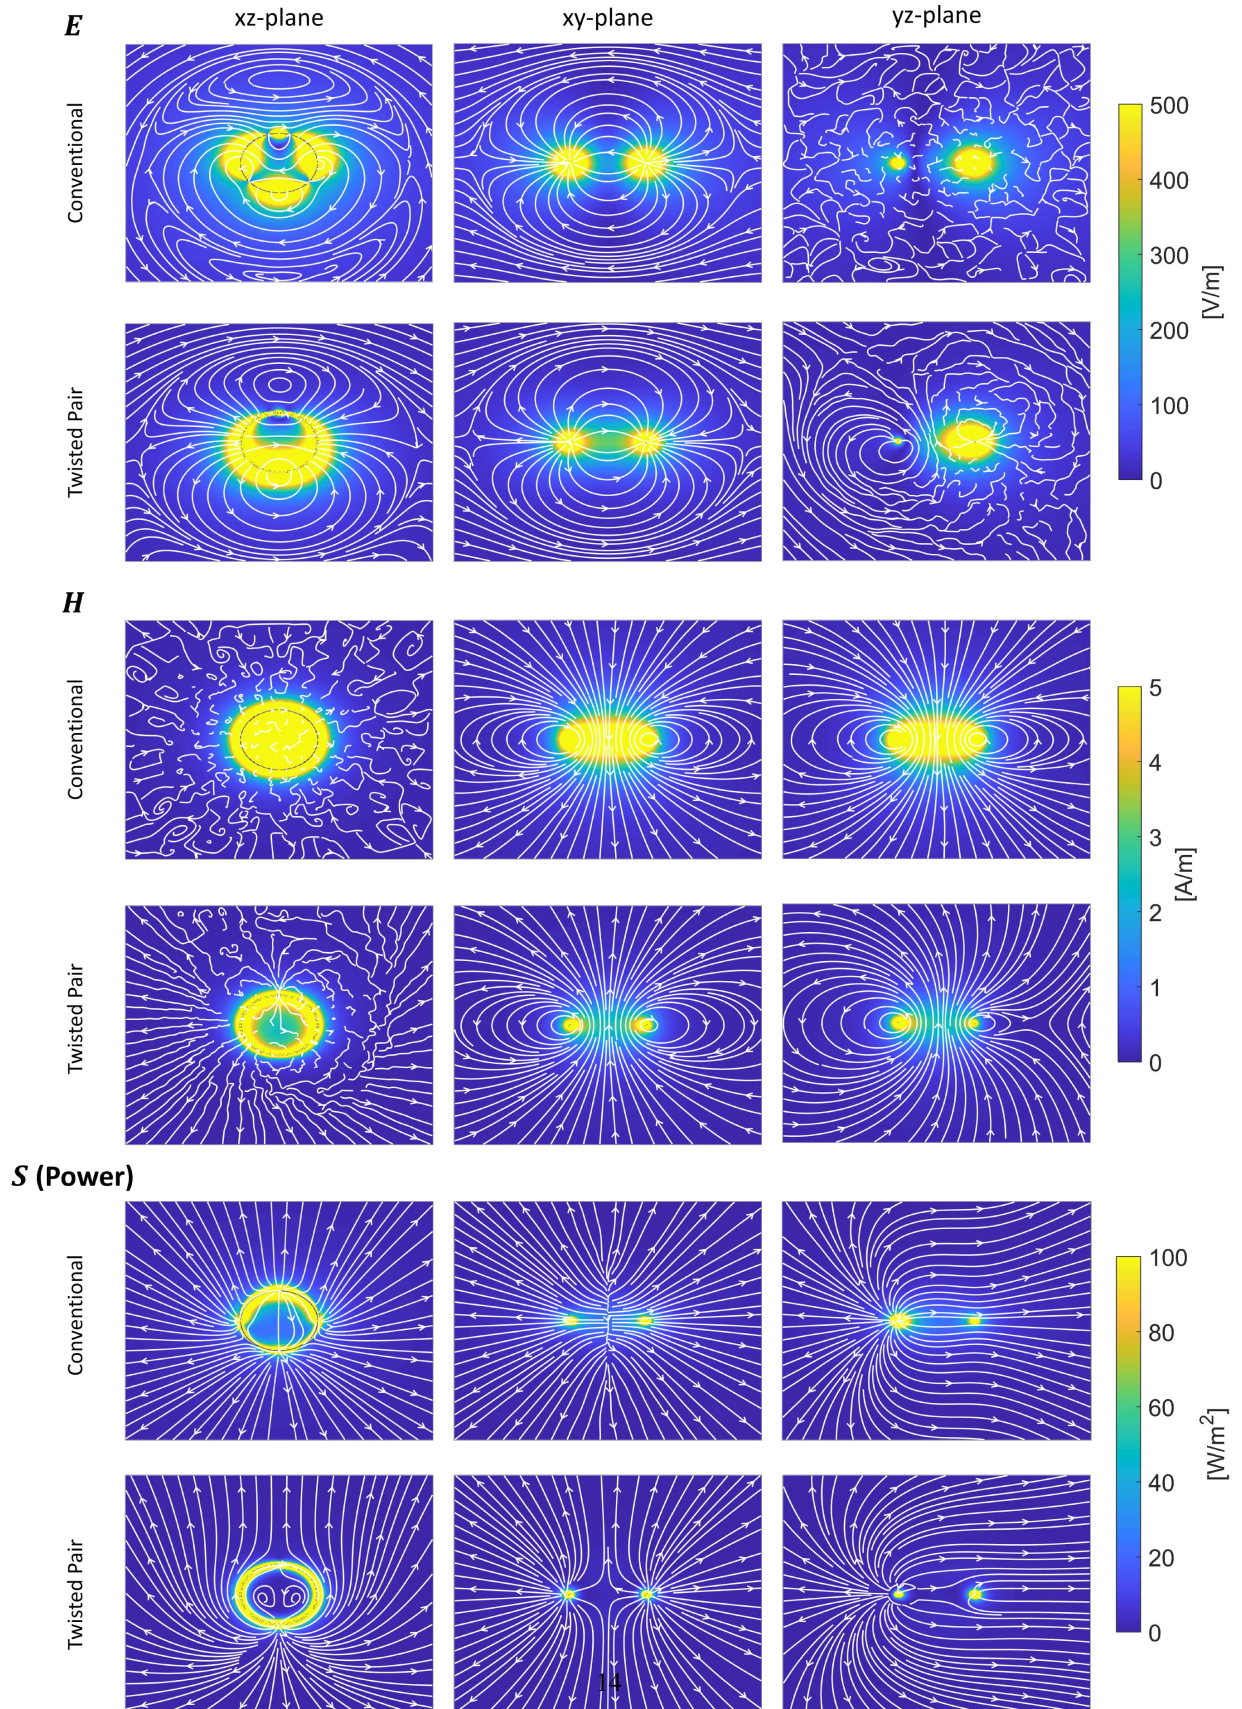 E
xz-plane
xy-plane
yz-plane
Conventional
500
400
300
200
100
0
[V/m]
Twisted Pair
H
Conventional
5
4
3
2
1
0
[A/m]
Twisted Pair
S (Power)
Conventional
100
80
60
40
20
0
[W/m²]
Twisted Pair
14